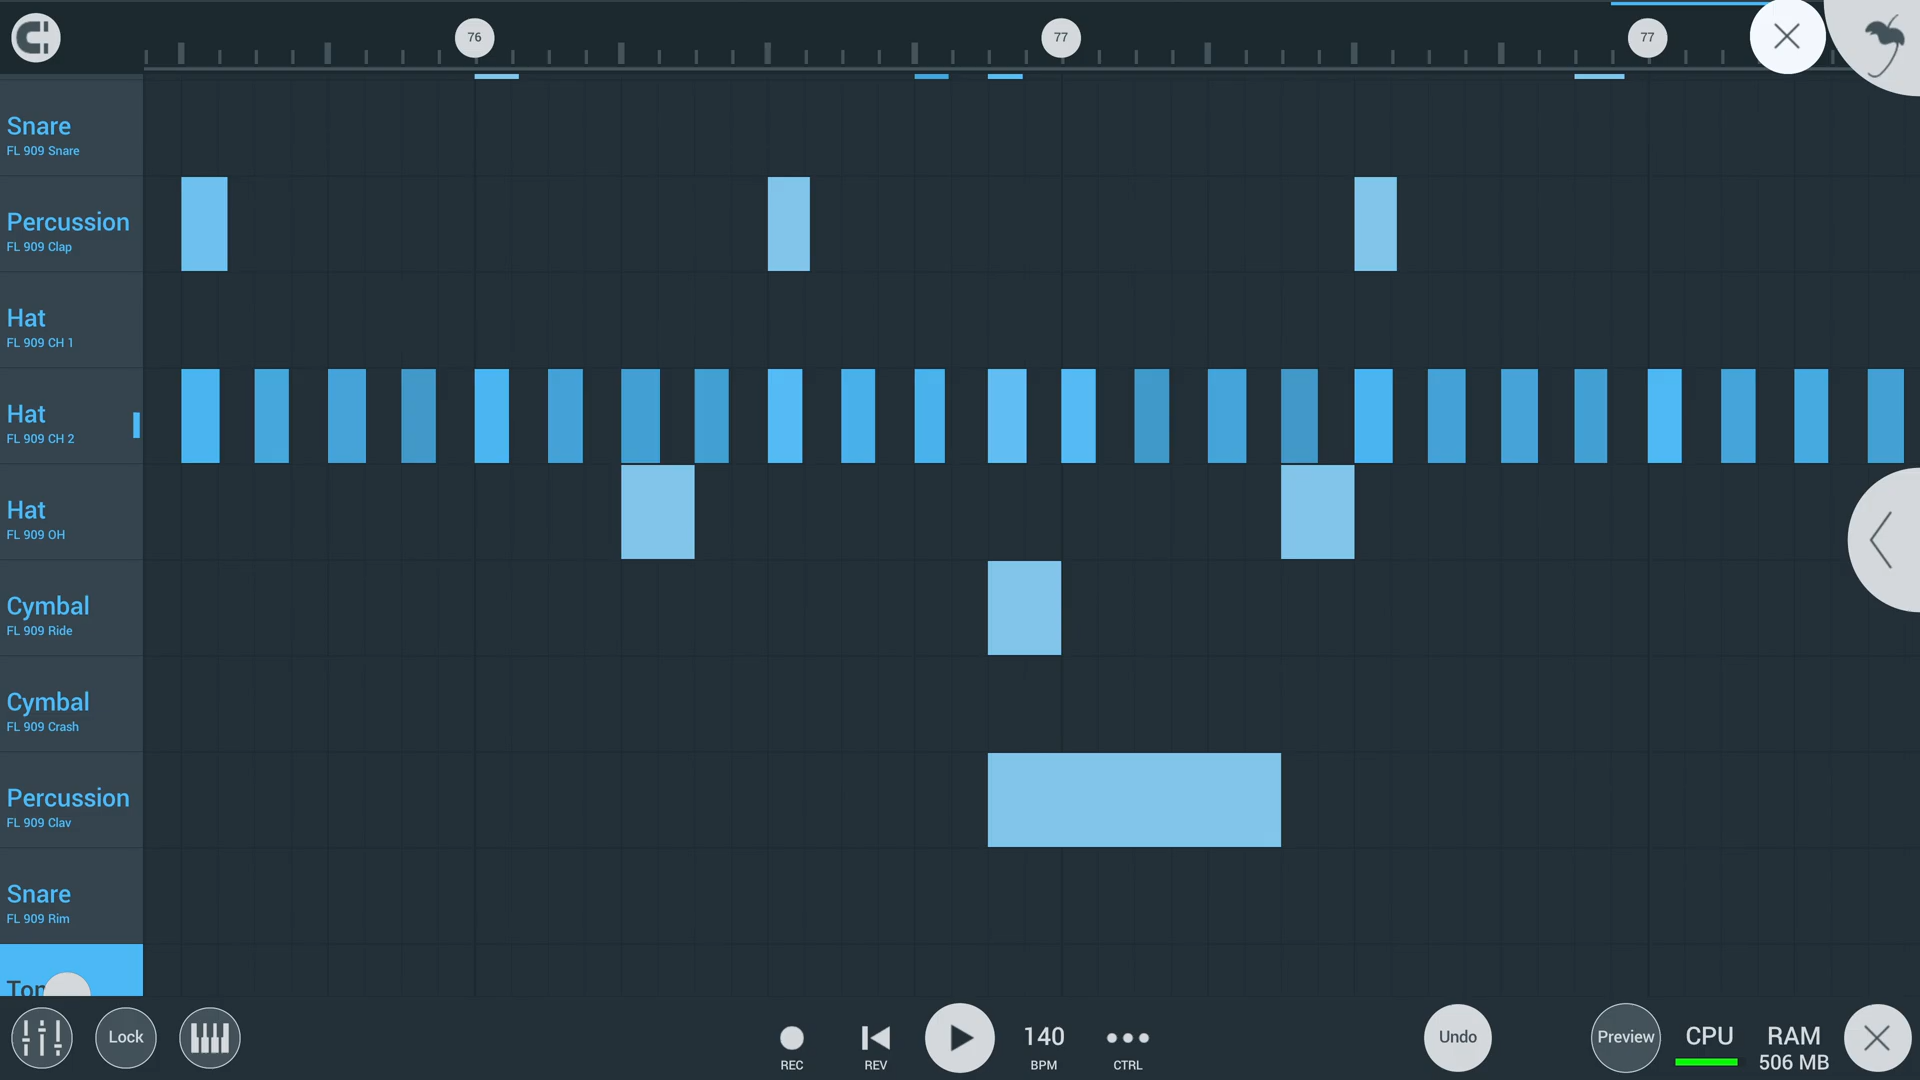 76
77
77
Snare
FL 909 Snare
Percussion
FL 909 Clap
Hat
FL 909 CH 1
Hat
FL 909 CH 2
Hat
FL 909 OH
Cymbal
FL 909 Ride
Cymbal
FL 909 Crash
Percussion
FL 909 Clav
Snare
FL 909 Rim
Lock
REC
REV
140
BPM
CTRL
Undo
Preview
CPU
RAM
506 MB